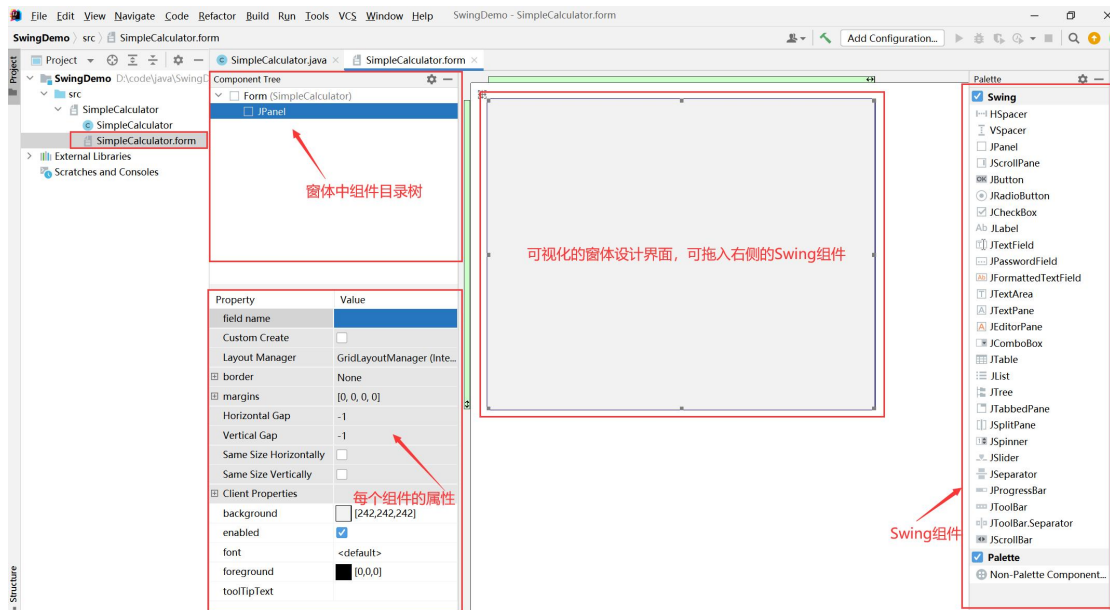 File Edit View Navigate Code Refactor Build Run Tools VCS Window Help SwingDemo - SimpleCalculator.form
SwingDemo src SimpleCalculator.form Add Configuration...
Project SimpleCalculator.java SimpleCalculator.form Palette
Project
SwingDemo D:\code\java\SwingD
src
SimpleCalculator
SimpleCalculator
SimpleCalculator.form
External Libraries
Scratches and Consoles
Component Tree
Form (SimpleCalculator)
JPanel
窗体中组件目录树
Property Value
field name
Custom Create
Layout Manager GridLayoutManager (Inte...
border None
margins [0, 0, 0, 0]
Horizontal Gap -1
Vertical Gap -1
Same Size Horizontally
Same Size Vertically
Client Properties
每个组件的属性
background [242,242,242]
enabled
font <default>
foreground [0,0,0]
toolTipText
可视化的窗体设计界面，可拖入右侧的Swing组件
Swing
HSpacer
VSpacer
JPanel
JScrollPane
OK JButton
JRadioButton
JCheckBox
Ab JLabel
JTextField
JPasswordField
JFormattedTextField
JTextArea
JTextPane
JEditorPane
JComboBox
JTable
JList
JTree
JTabbedPane
JSplitPane
JSpinner
JSlider
JSeparator
JProgressBar
JToolBar
JToolBar.Separator
JScrollBar
Swing组件
Palette
Non-Palette Component...
Structure